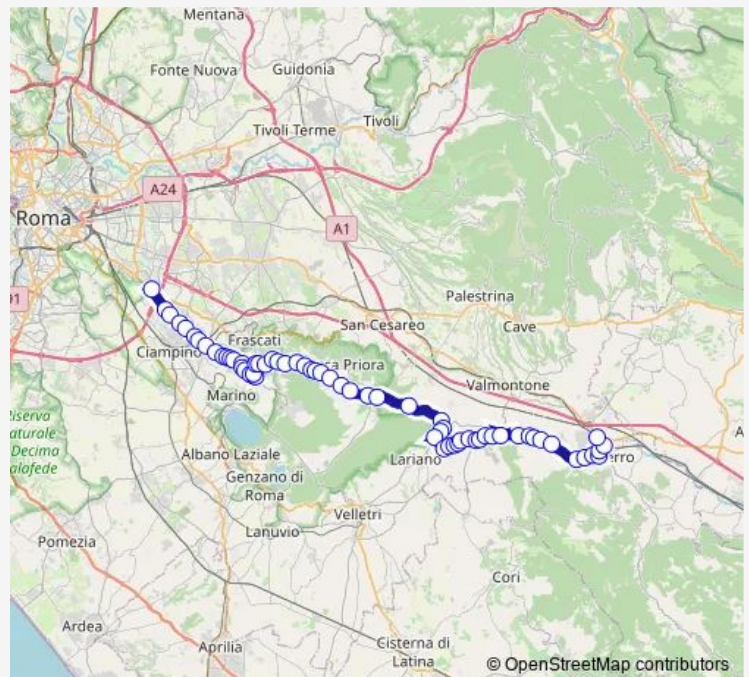 Mentana
Fonte Nuova
Guidonia
Tivoli Terme
Tivoli
A24
Roma
A1
Palestrina
San Cesareo
Cave
Frascati
Ciampino
Priora
Valmontone
Marino
Albano Laziale
Lariano
Genzano di
Roma
Velletri
Lanuvio
Pomezia
Cori
Ardea
Aprilia
Cisterna di
Latina
© OpenStreetMap contributors